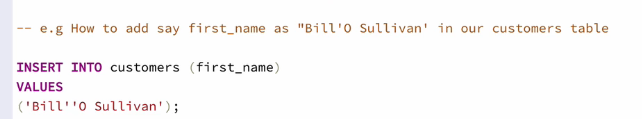 -- e.g How to add say first_name as "Bill'O Sullivan' in our customers table
INSERT INTO customers (first_name)
VALUES
('Bill''O Sullivan');